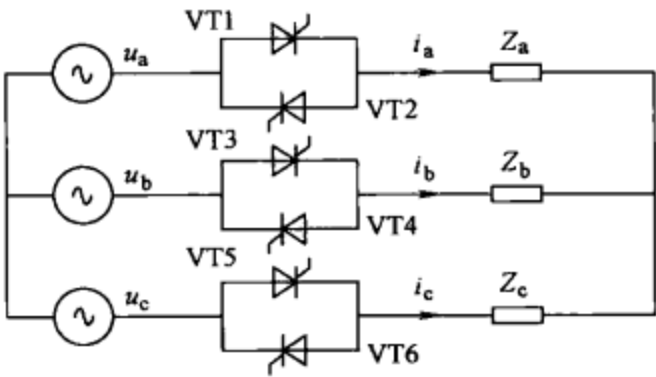 VT1
u_a
i_a
Z_a
VT2
VT3
u_b
i_b
Z_b
VT4
VT5
u_c
i_c
Z_c
VT6